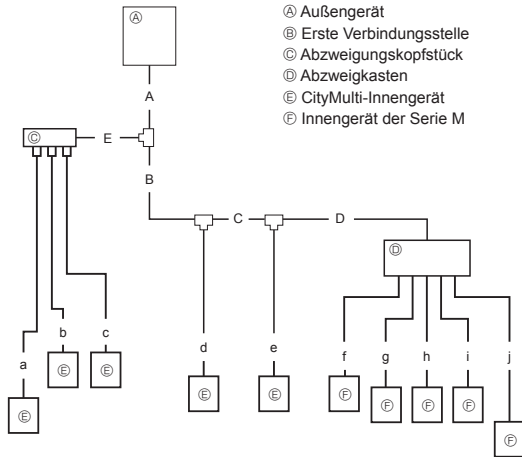 Ⓐ Außengerät
Ⓑ Erste Verbindungsstelle
Ⓒ Abzweigungskopfstück
Ⓓ Abzweigkasten
Ⓔ CityMulti-Innengerät
Ⓕ Innengerät der Serie M
Ⓐ
A
Ⓒ
E
B
C
D
Ⓓ
a
b
c
d
e
f
g
h
i
j
Ⓔ
Ⓔ
Ⓔ
Ⓔ
Ⓔ
Ⓕ
Ⓕ
Ⓕ
Ⓕ
Ⓕ